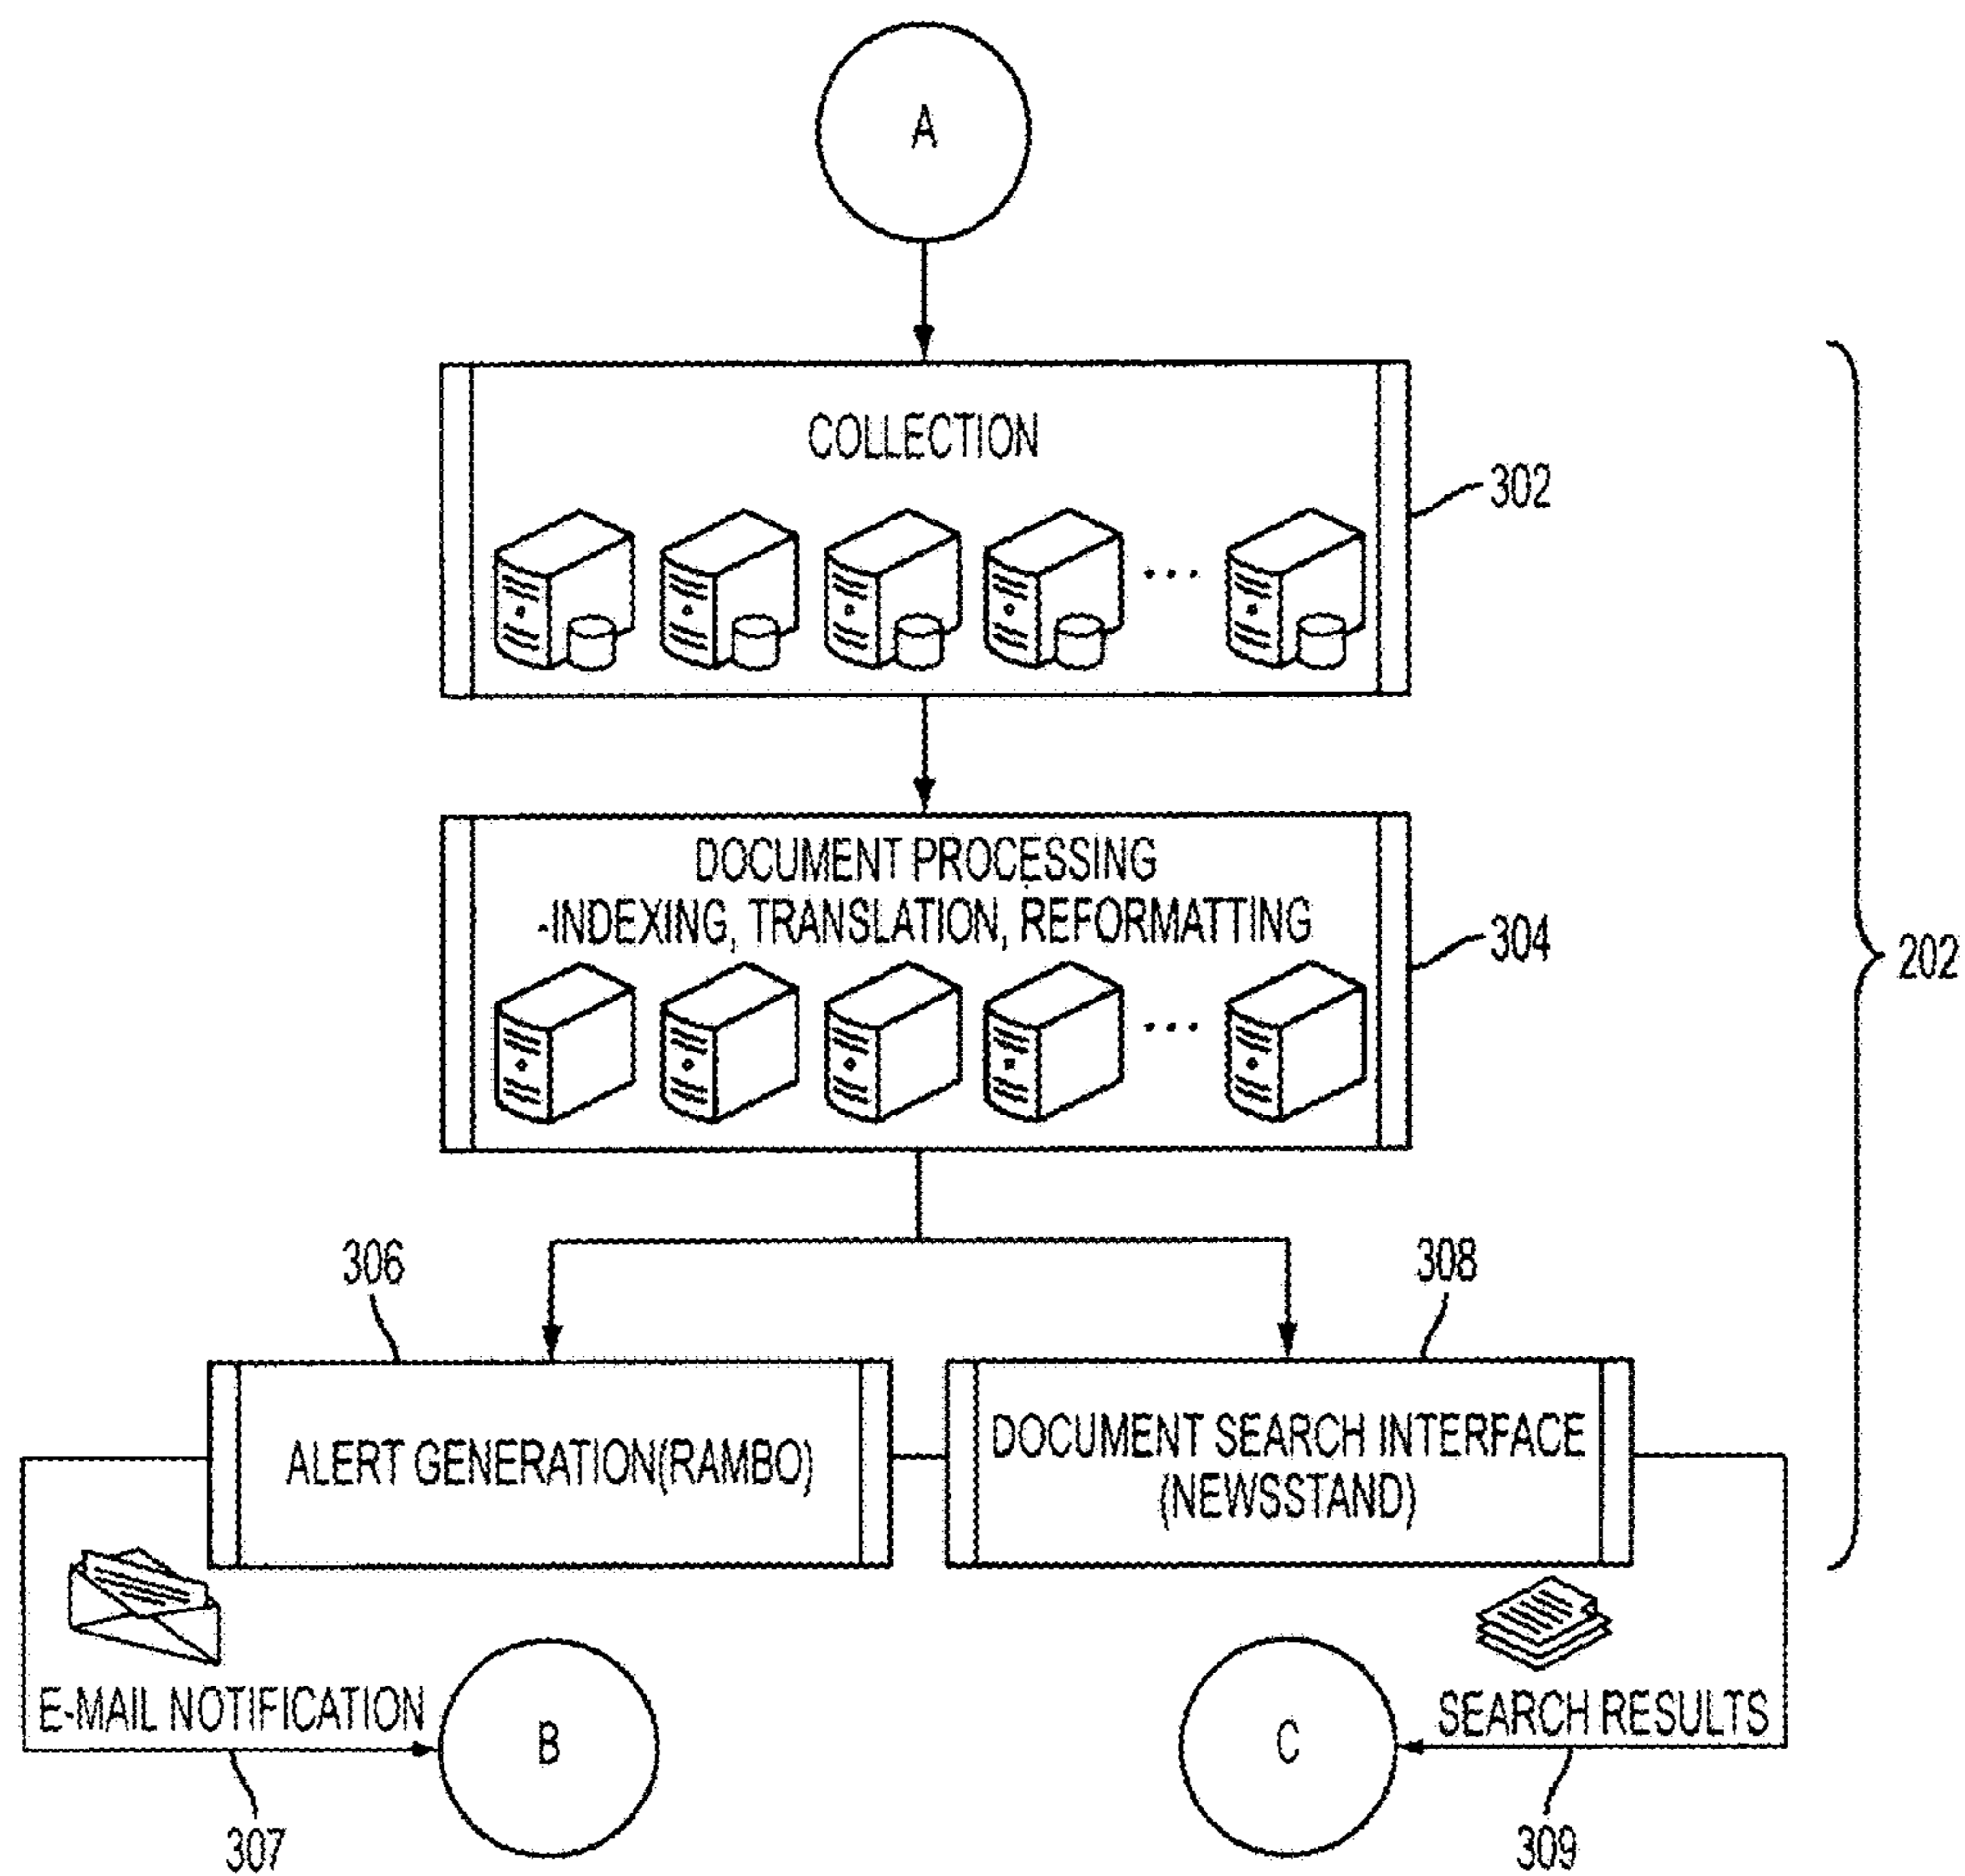 A
COLLECTION
302
...
DOCUMENT PROCESSING
-INDEXING, TRANSLATION, REFORMATTING
304
...
202
306
308
ALERT GENERATION(RAMBO)
DOCUMENT SEARCH INTERFACE
(NEWSSTAND)
E-MAIL NOTIFICATION
B
C
SEARCH RESULTS
307
309